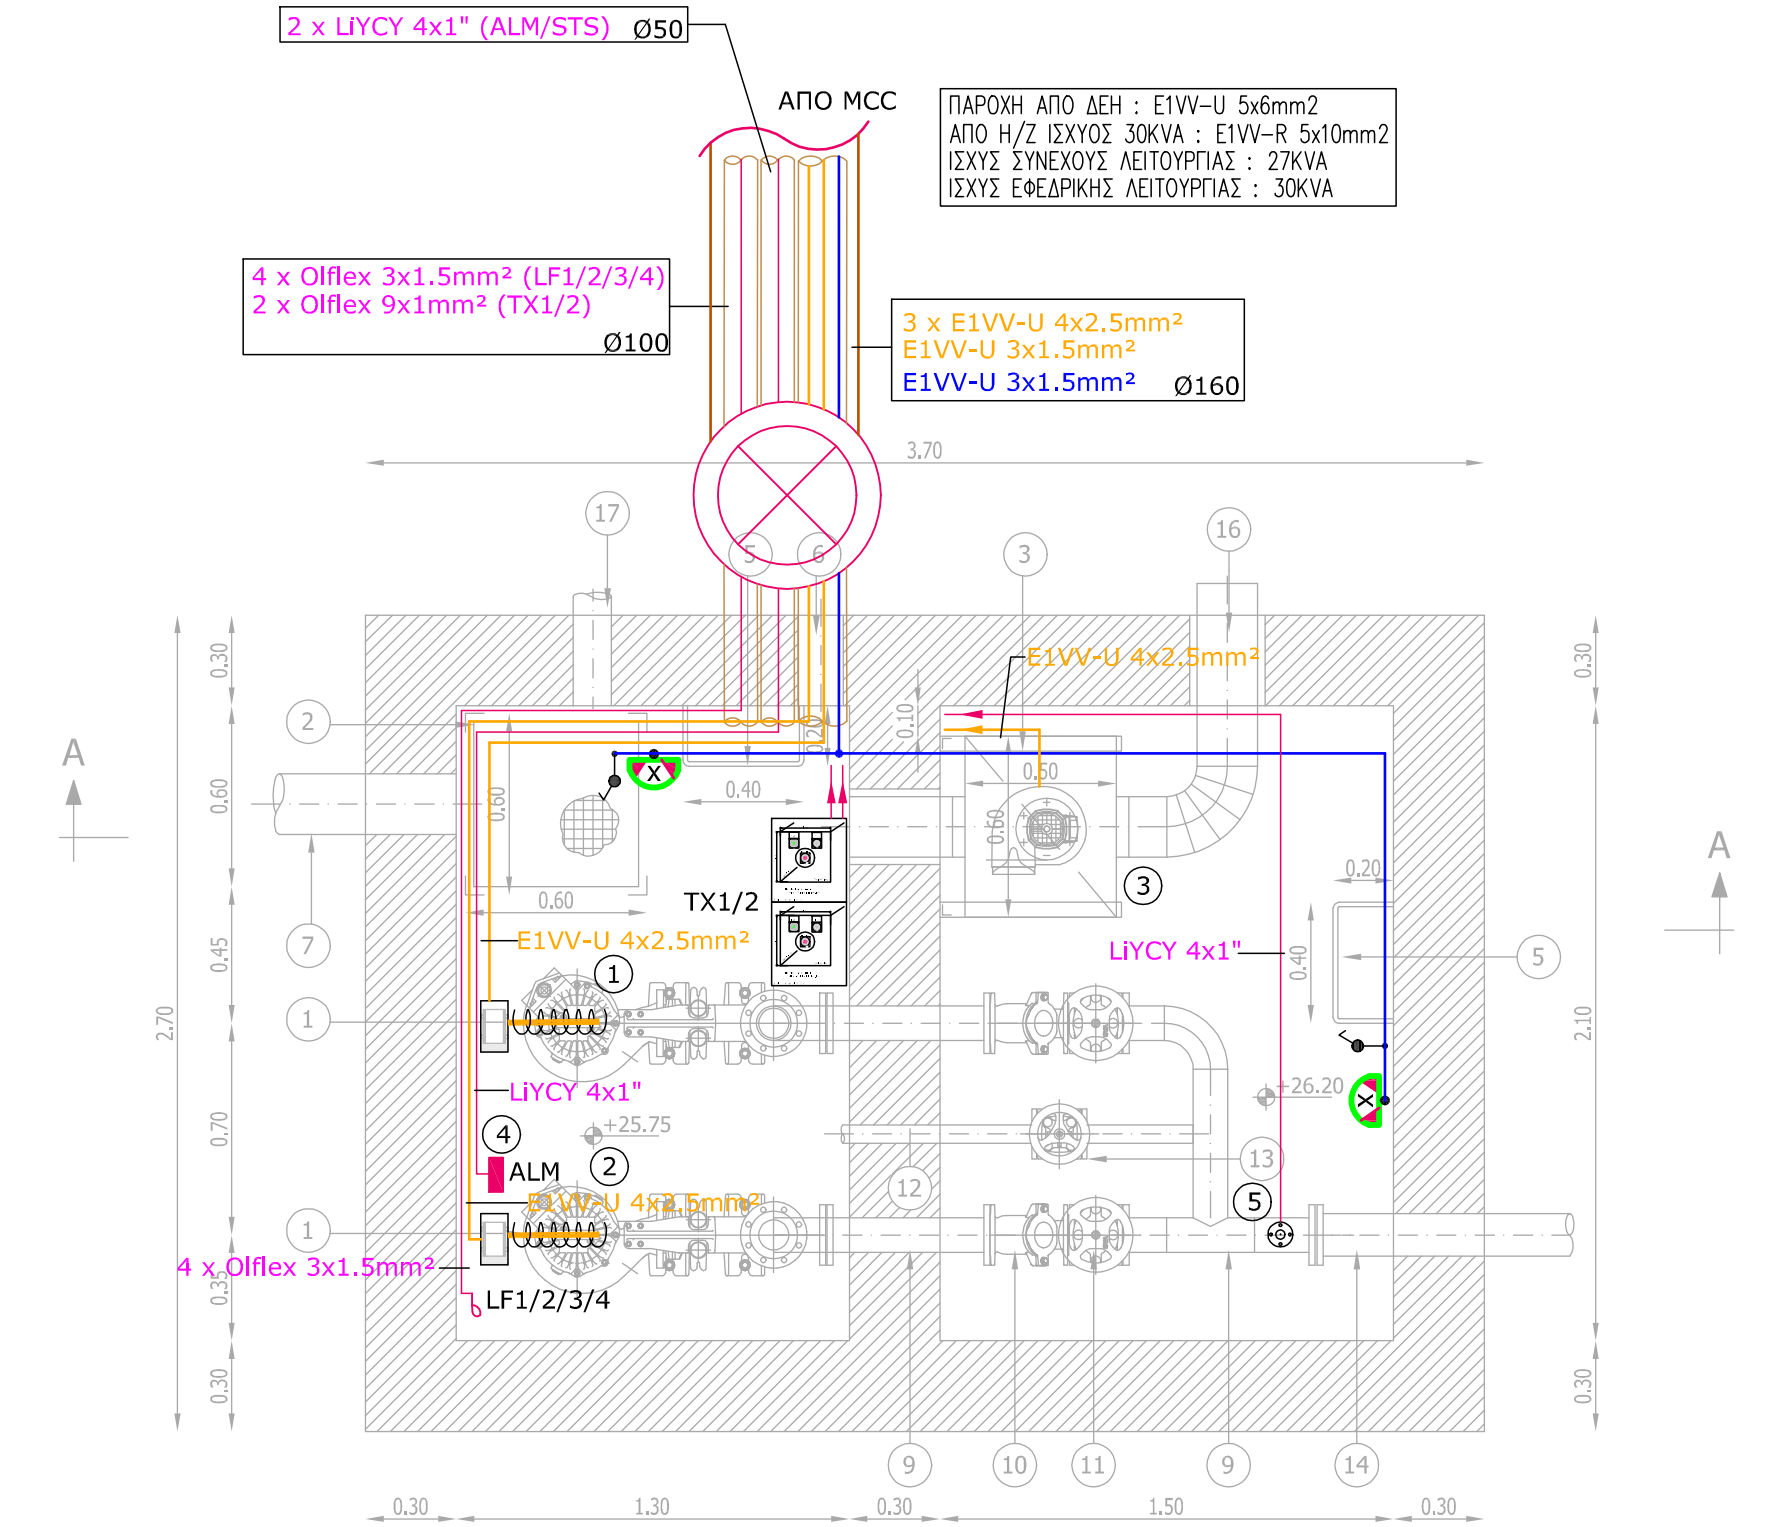 2 x LiYCY 4x1" (ALM/STS) Ø50
ΑΠΟ MCC
ΠΑΡΟΧΗ ΑΠΟ ΔΕΗ : E1VV-U 5x6mm2
ΑΠΟ Η/Ζ ΙΣΧΥΟΣ 30KVA : E1VV-R 5x10mm2
ΙΣΧΥΣ ΣΥΝΕΧΟΥΣ ΛΕΙΤΟΥΡΓΙΑΣ : 27KVA
ΙΣΧΥΣ ΕΦΕΔΡΙΚΗΣ ΛΕΙΤΟΥΡΓΙΑΣ : 30KVA
4 x Olflex 3x1.5mm² (LF1/2/3/4)
2 x Olflex 9x1mm² (TX1/2)
Ø100
3 x E1VV-U 4x2.5mm²
E1VV-U 3x1.5mm²
E1VV-U 3x1.5mm² Ø160
3.70
17
5
6
3
16
0.30
E1VV-U 4x2.5mm²
0.30
2
0.10
0.20
A
X
0.50
0.60
0.60
0.40
0.60
A
3
0.20
0.60
TX1/2
7
E1VV-U 4x2.5mm²
LiYCY 4x1"
5
0.45
0.40
1
1
2.70
2.10
LiYCY 4x1"
+26.20
X
0.70
4
+25.75
2
ALM
13
12
5
E1VV-U 4x2.5mm²
1
4 x Olflex 3x1.5mm²
0.35
LF1/2/3/4
0.30
0.30
9
10
11
9
14
0.30
1.30
0.30
1.50
0.30